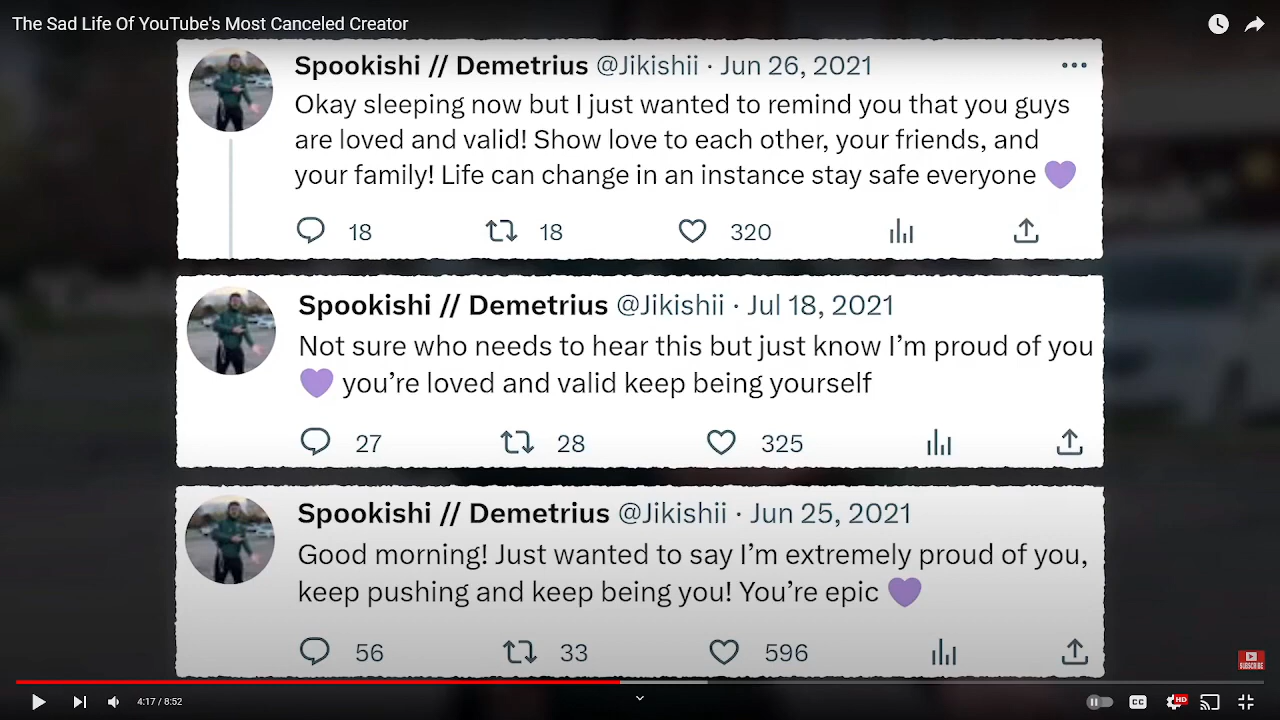 The Sad Life Of YouTube's Most Canceled Creator
Spookishi // Demetrius @Jikishii · Jun 26, 2021
Okay sleeping now but I just wanted to remind you that you guys
are loved and valid! Show love to each other, your friends, and
your family! Life can change in an instance stay safe everyone 💜
18 18 320
Spookishi // Demetrius @Jikishii · Jul 18, 2021
Not sure who needs to hear this but just know I'm proud of you
💜 you're loved and valid keep being yourself
27 28 325
Spookishi // Demetrius @Jikishii · Jun 25, 2021
Good morning! Just wanted to say I'm extremely proud of you,
keep pushing and keep being you! You're epic 💜
56 33 596
SUBSCRIBE
4:17 / 8:52 CC HD